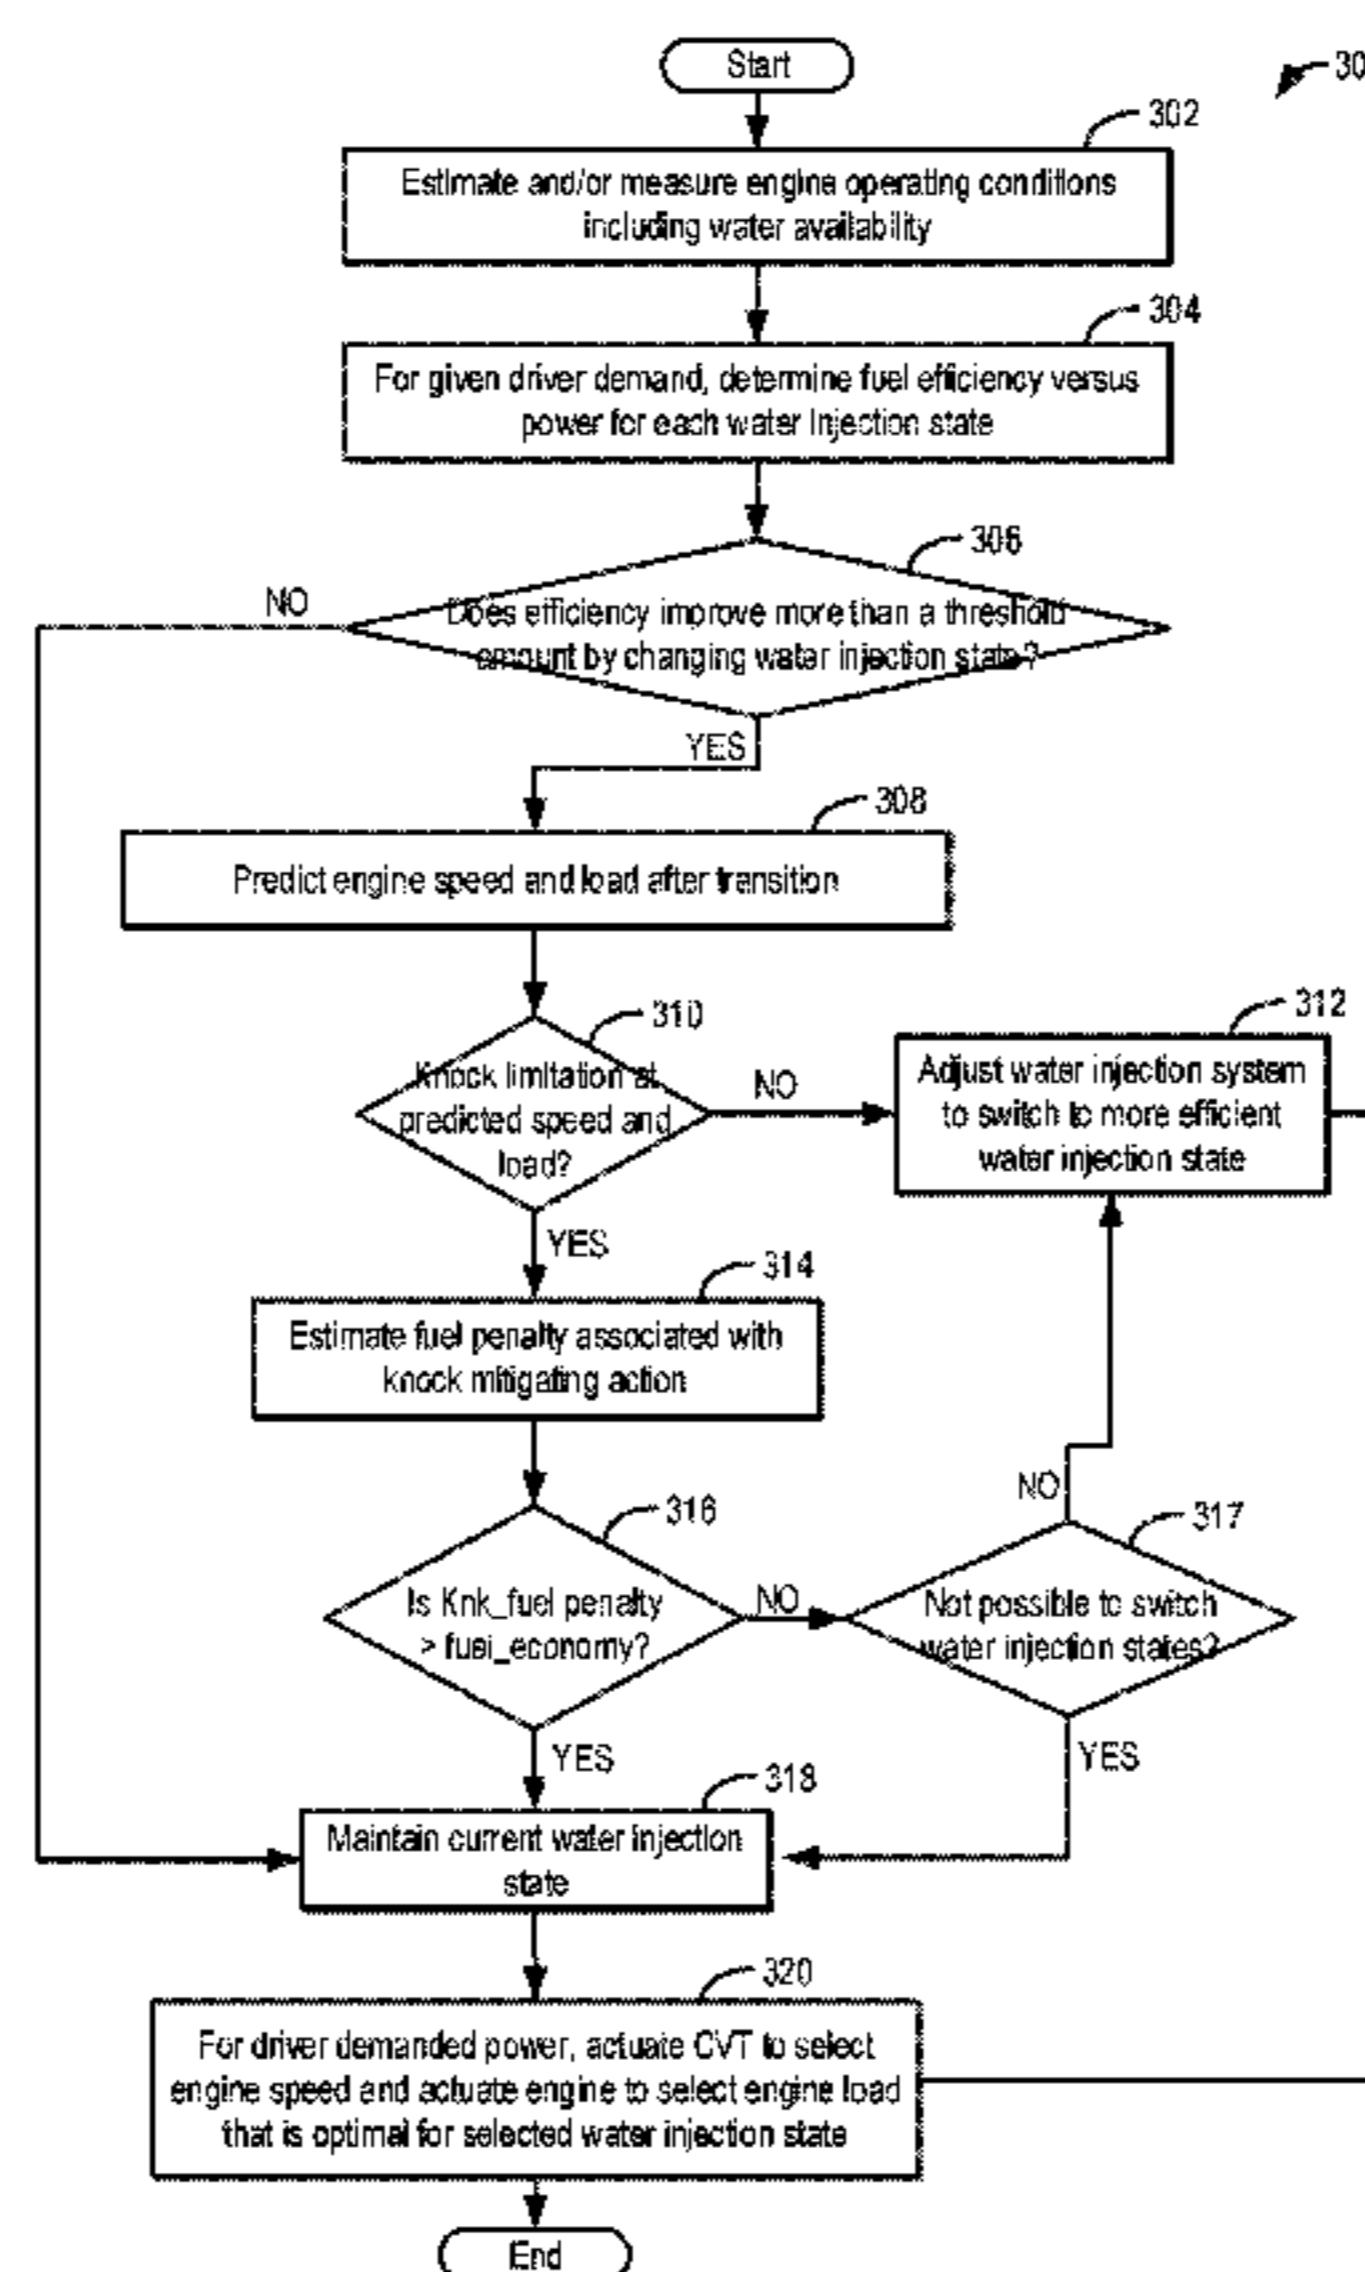 Start
30
302
Estimate and/or measure engine operating conditions
including water availability
304
For given driver demand, determine fuel efficiency versus
power for each water Injection state
306
NO
Does efficiency improve more than a threshold
amount by changing water injection state?
YES
308
Predict engine speed and load after transition
310
Knock limitation at
predicted speed and
load?
NO
312
Adjust water injection system
to switch to more efficient
water injection state
YES
314
Estimate fuel penalty associated with
knock mitigating action
316
Is Knk_fuel penalty
> fuel_economy?
NO
NO
317
Not possible to switch
water injection states?
YES
YES
318
Maintain current water injection
state
320
For driver demanded power, actuate CVT to select
engine speed and actuate engine to select engine load
that is optimal for selected water injection state
End